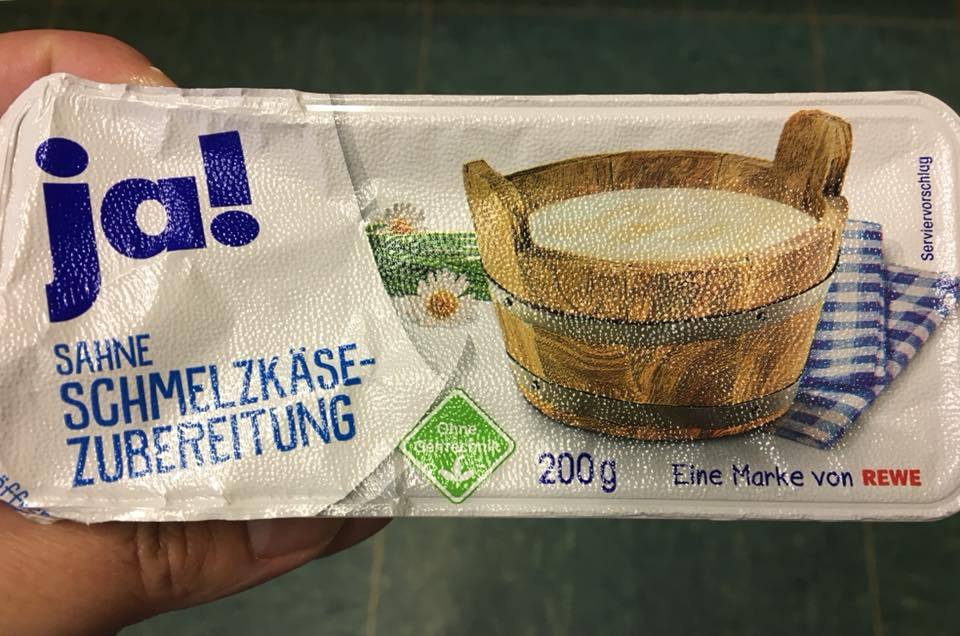 ja!
SAHNE
SCHMELZKÄSE-
ZUBEREITUNG
Ohne
Gentechnik
200g
Eine Marke von REWE
Serviervorschlag